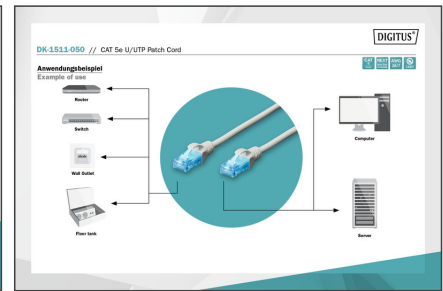 DIGITUS®
DK-1511-050 // CAT 5e U/UTP Patch Cord
Anwendungsbeispiel
Example of use
Router
Switch
Wall Outlet
Floor tank
Computer
Server